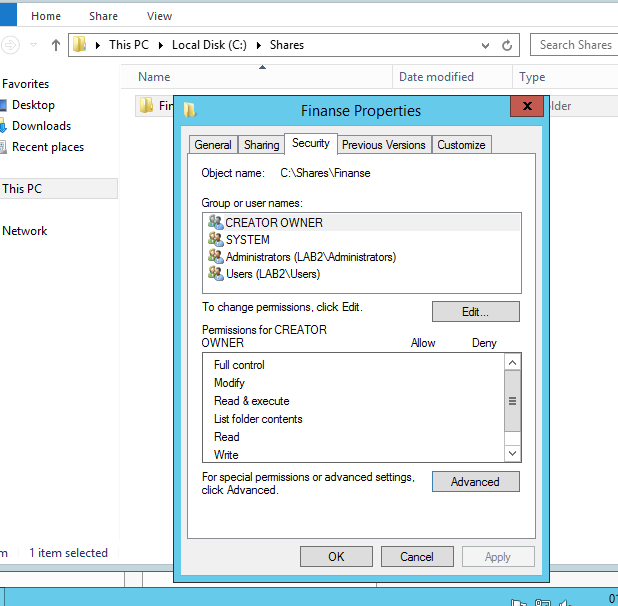 Home Share View
This PC Local Disk (C:) Shares
Search Shares
Favorites
Desktop
Downloads
Recent places
This PC
Network
Name Date modified Type
Finanse Properties
General Sharing Security Previous Versions Customize
Object name: C:\Shares\Finanse
Group or user names:
CREATOR OWNER
SYSTEM
Administrators (LAB2\Administrators)
Users (LAB2\Users)
To change permissions, click Edit.
Edit...
Permissions for CREATOR
OWNER Allow Deny
Full control
Modify
Read & execute
List folder contents
Read
Write
For special permissions or advanced settings,
click Advanced.
Advanced
OK Cancel Apply
1 item selected